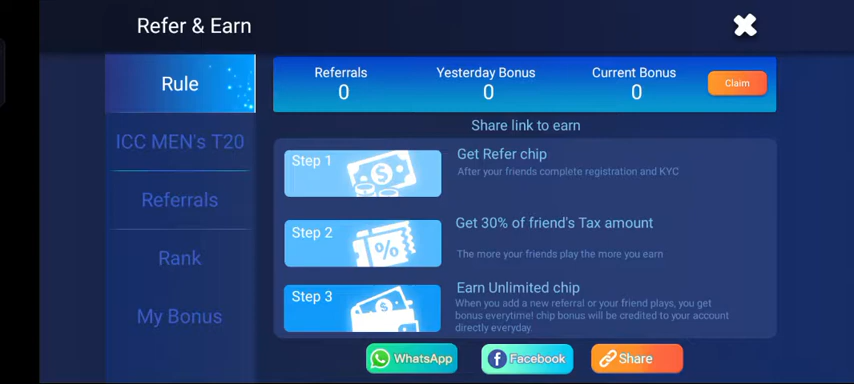 Refer & Earn
Rule
ICC MEN's T20
Referrals
Rank
My Bonus
Referrals
0
Yesterday Bonus
0
Current Bonus
0
Claim
Share link to earn
Step 1
Get Refer chip
After your friends complete registration and KYC
Step 2
Get 30% of friend's Tax amount
The more your friends play the more you earn
Step 3
Earn Unlimited chip
When you add a new referral or your friend plays, you get
bonus everytime! chip bonus will be credited to your account
directly everyday.
WhatsApp
Facebook
Share